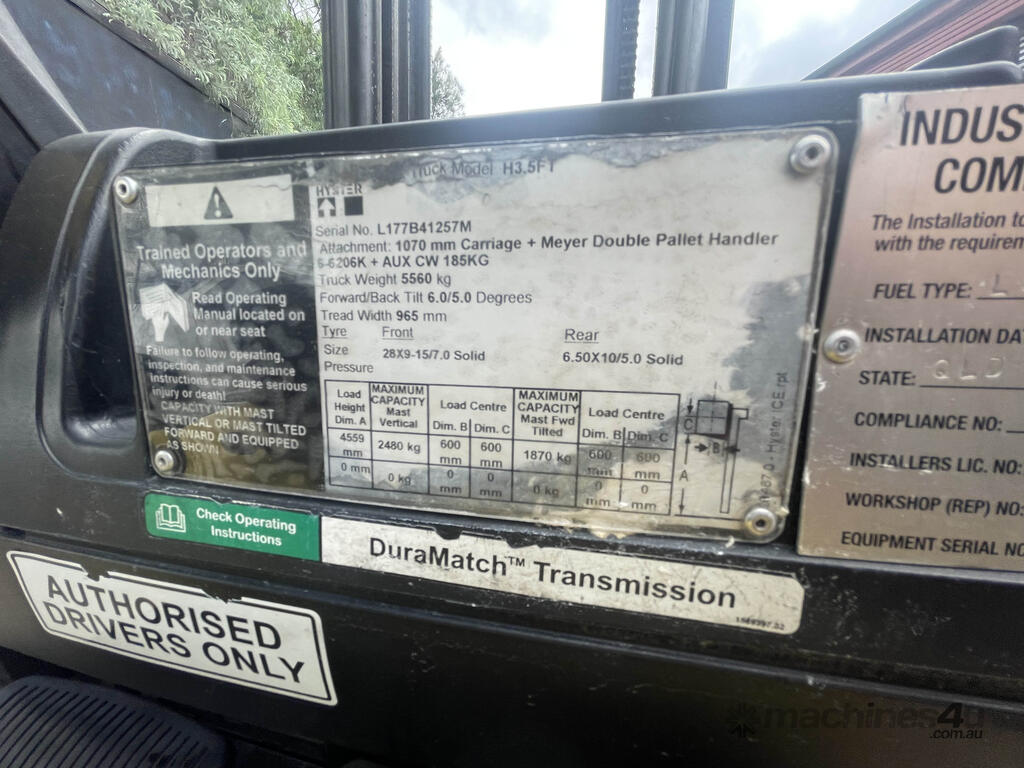 Trained Operators and
Mechanics Only
Read Operating
Manual located on
or near seat
Failure to follow operating,
inspection, and maintenance
instructions can cause serious
injury or death!
CAPACITY WITH MAST
VERTICAL OR MAST TILTED
FORWARD AND EQUIPPED
AS SHOWN
Truck Model H3.5FT
HYSTER
Serial No. L177B41257M
Attachment: 1070 mm Carriage + Meyer Double Pallet Handler
6-6206K + AUX CW 185KG
Truck Weight 5560 kg
Forward/Back Tilt 6.0/5.0 Degrees
Tread Width 965 mm
Tyre Front Rear
Size 28X9-15/7.0 Solid 6.50X10/5.0 Solid
Pressure
Load Height Dim. A MAXIMUM CAPACITY Mast Vertical Load Centre Dim. B Dim. C MAXIMUM CAPACITY Mast Fwd Tilted Load Centre Dim. B Dim. C
4559 mm 2480 kg 600 mm 600 mm 1870 kg 600 mm 600 mm
0 mm 0 kg 0 mm 0 mm 0 kg 0 mm 0 mm
C
B
A
- Hyster CE.rpt
Check Operating
Instructions
DuraMatch™ Transmission
AUTHORISED
DRIVERS ONLY
INDUS
COM
The Installation to
with the requirem
FUEL TYPE: L
INSTALLATION DA
STATE: QLD
COMPLIANCE NO:
INSTALLERS LIC. NO:
WORKSHOP (REP) NO:
EQUIPMENT SERIAL NO
machines4u
.com.au